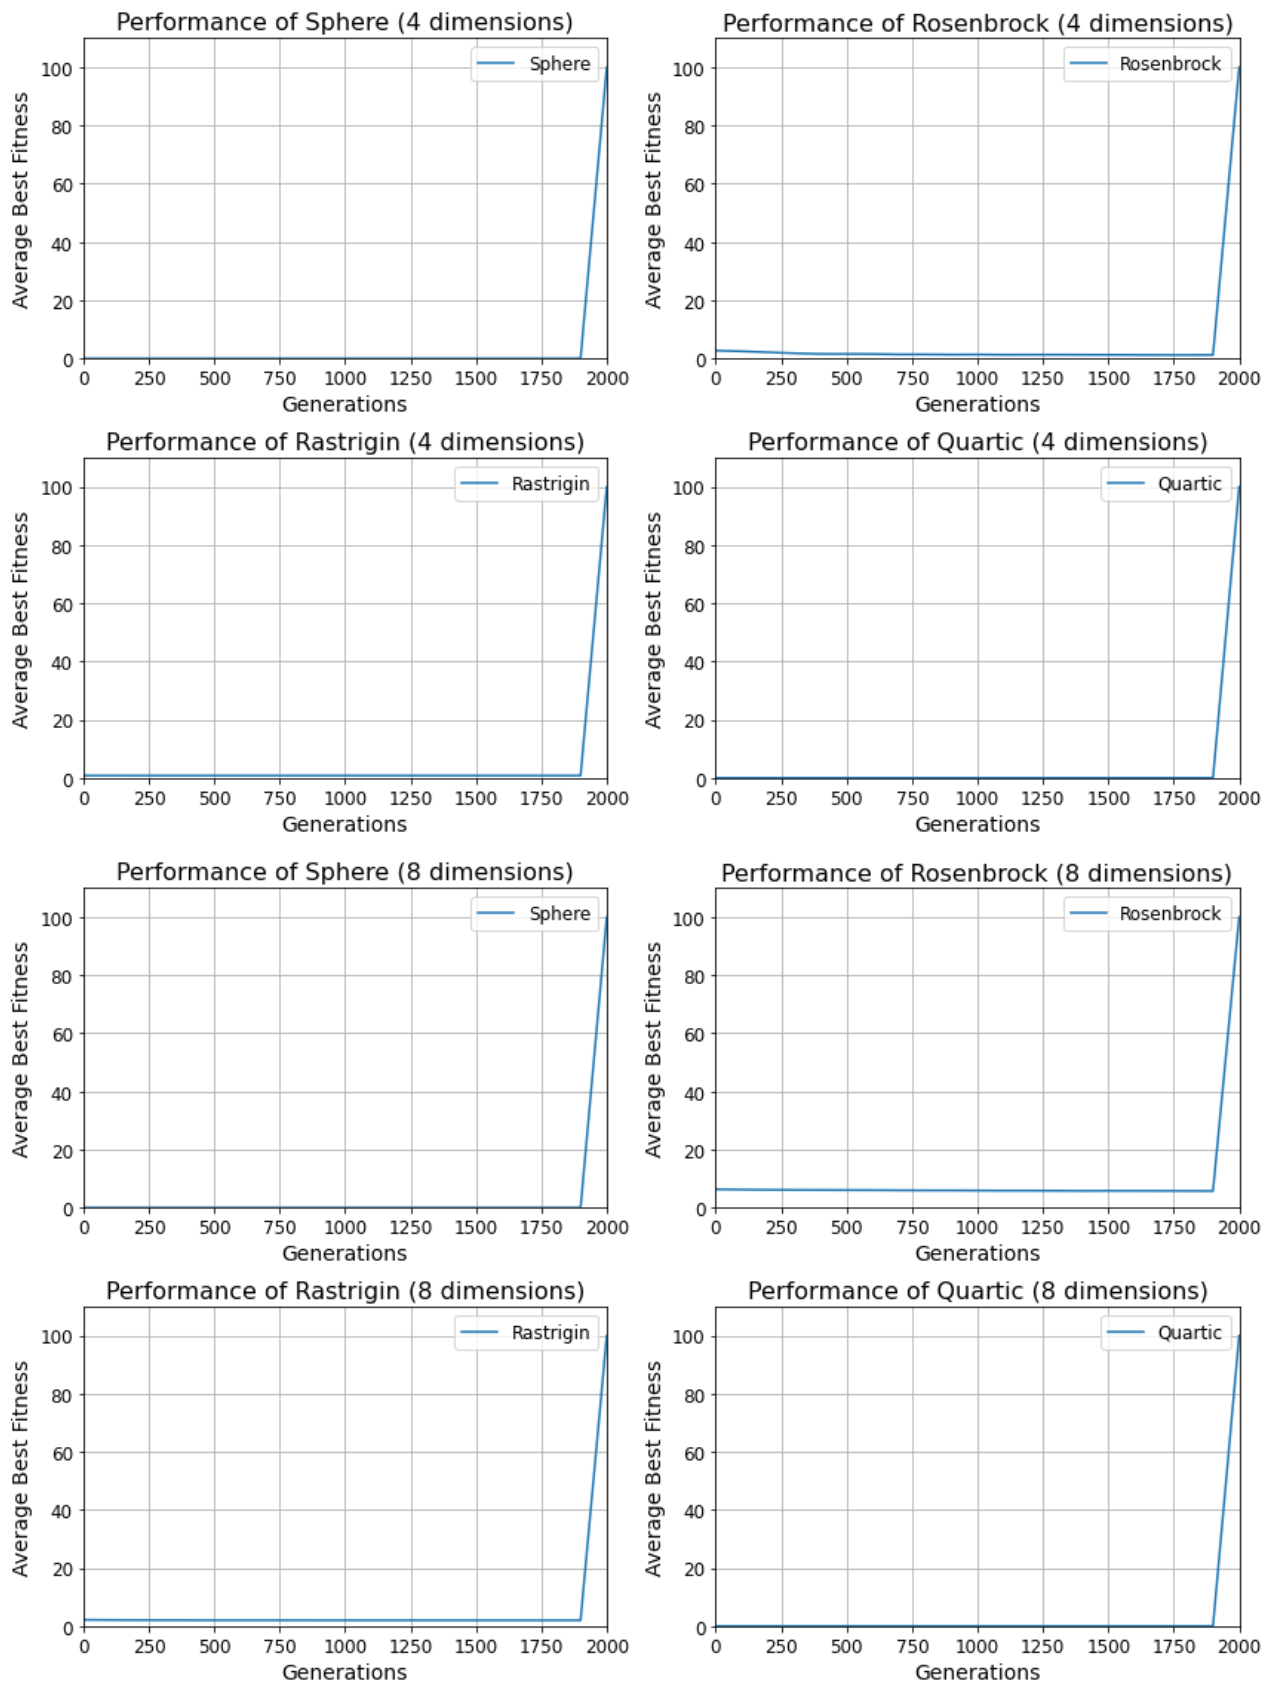 Performance of Sphere (4 dimensions)
Sphere
100
80
60
40
20
0
Average Best Fitness
0 250 500 750 1000 1250 1500 1750 2000
Generations
Performance of Rosenbrock (4 dimensions)
Rosenbrock
100
80
60
40
20
0
Average Best Fitness
0 250 500 750 1000 1250 1500 1750 2000
Generations
Performance of Rastrigin (4 dimensions)
Rastrigin
100
80
60
40
20
0
Average Best Fitness
0 250 500 750 1000 1250 1500 1750 2000
Generations
Performance of Quartic (4 dimensions)
Quartic
100
80
60
40
20
0
Average Best Fitness
0 250 500 750 1000 1250 1500 1750 2000
Generations
Performance of Sphere (8 dimensions)
Sphere
100
80
60
40
20
0
Average Best Fitness
0 250 500 750 1000 1250 1500 1750 2000
Generations
Performance of Rosenbrock (8 dimensions)
Rosenbrock
100
80
60
40
20
0
Average Best Fitness
0 250 500 750 1000 1250 1500 1750 2000
Generations
Performance of Rastrigin (8 dimensions)
Rastrigin
100
80
60
40
20
0
Average Best Fitness
0 250 500 750 1000 1250 1500 1750 2000
Generations
Performance of Quartic (8 dimensions)
Quartic
100
80
60
40
20
0
Average Best Fitness
0 250 500 750 1000 1250 1500 1750 2000
Generations